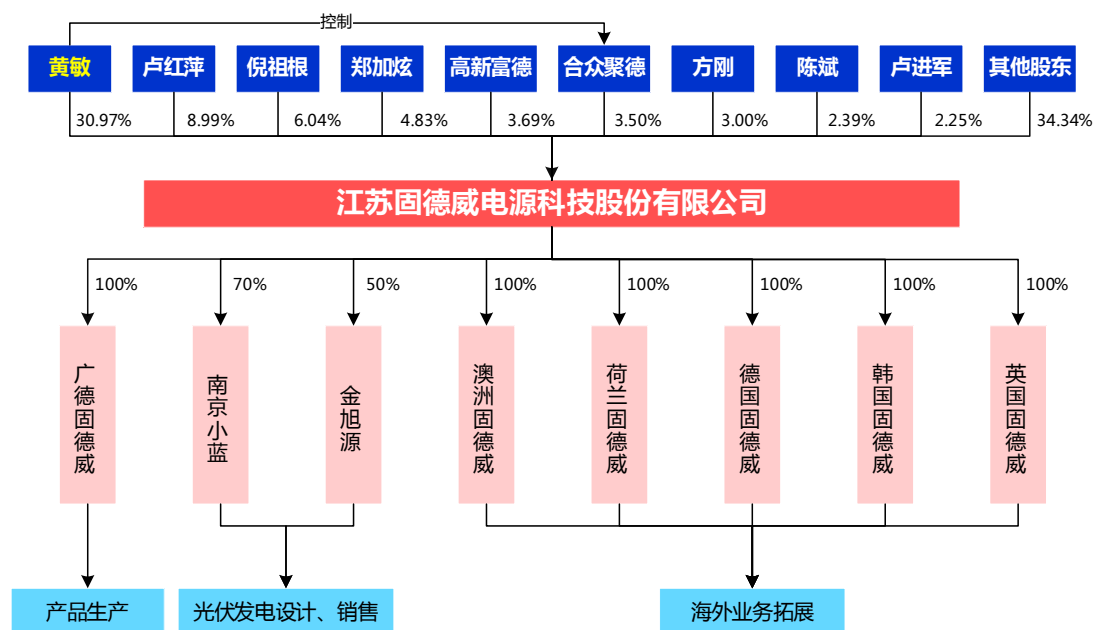 控制
黄敏
卢红萍
倪祖根
郑加炫
高新富德
合众聚德
方刚
陈斌
卢进军
其他股东
30.97%
8.99%
6.04%
4.83%
3.69%
3.50%
3.00%
2.39%
2.25%
34.34%
江苏固德威电源科技股份有限公司
100%
70%
50%
100%
100%
100%
100%
100%
广德固德威
南京小蓝
金旭源
澳洲固德威
荷兰固德威
德国固德威
韩国固德威
英国固德威
产品生产
光伏发电设计、销售
海外业务拓展